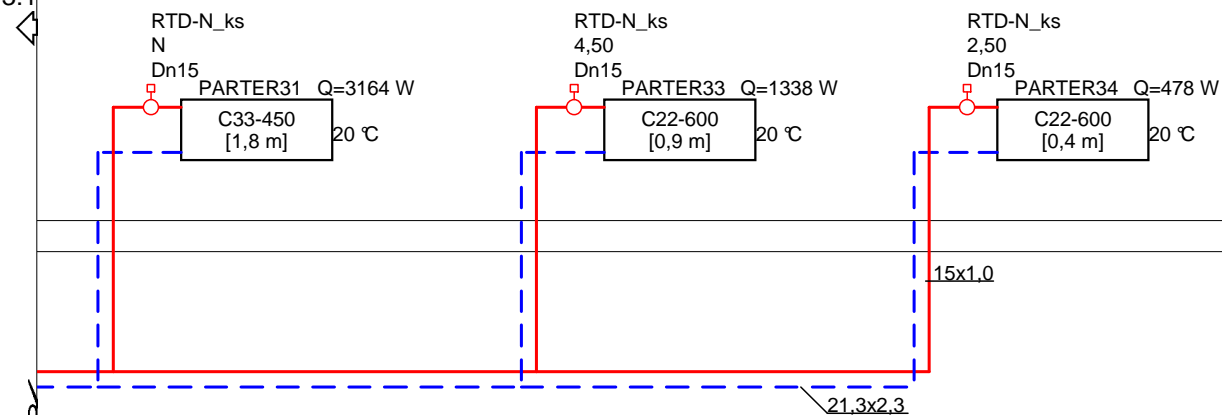 RTD-N_ks
N
Dn15
PARTER31 Q=3164 W
C33-450
[1,8 m]
20 °C
RTD-N_ks
4,50
Dn15
PARTER33 Q=1338 W
C22-600
[0,9 m]
20 °C
RTD-N_ks
2,50
Dn15
PARTER34 Q=478 W
C22-600
[0,4 m]
20 °C
15x1,0
21,3x2,3